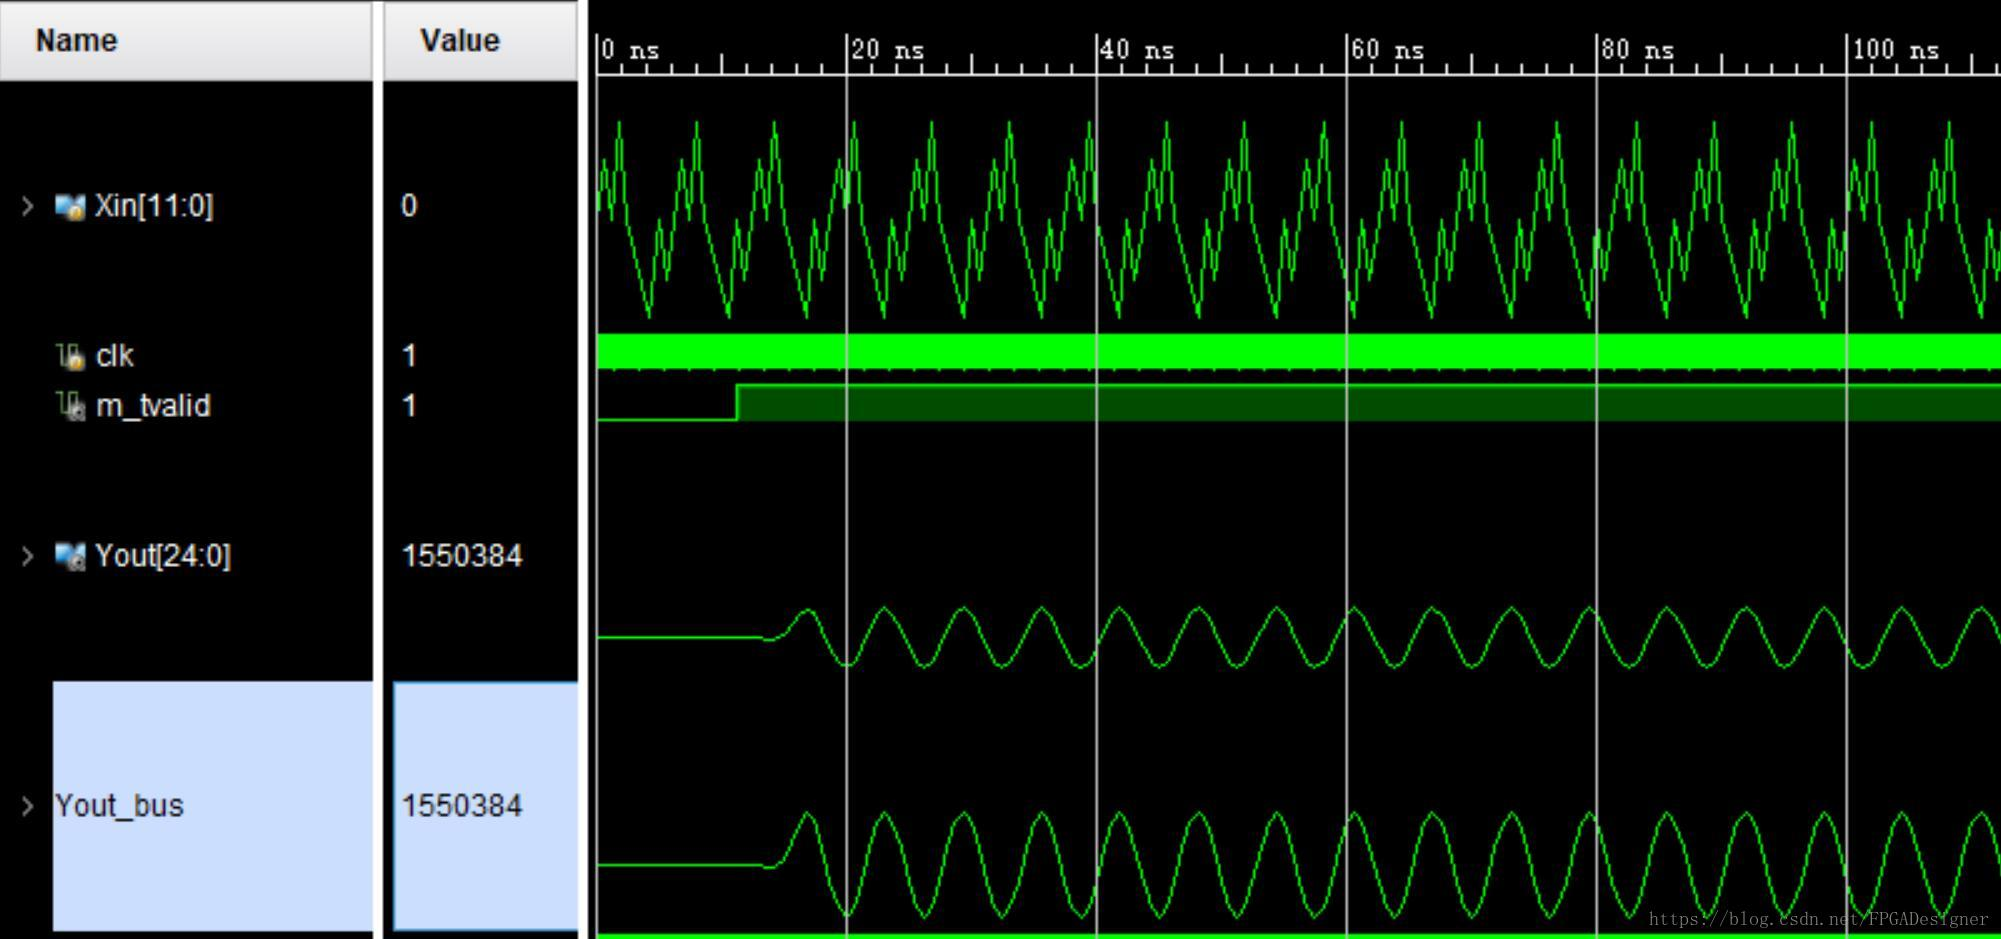 Name Value
0 ns 20 ns 40 ns 60 ns 80 ns 100 ns
Xin[11:0] 0
clk 1
m_tvalid 1
Yout[24:0] 1550384
Yout_bus 1550384
https://blog.csdn.net/FPGADesigner